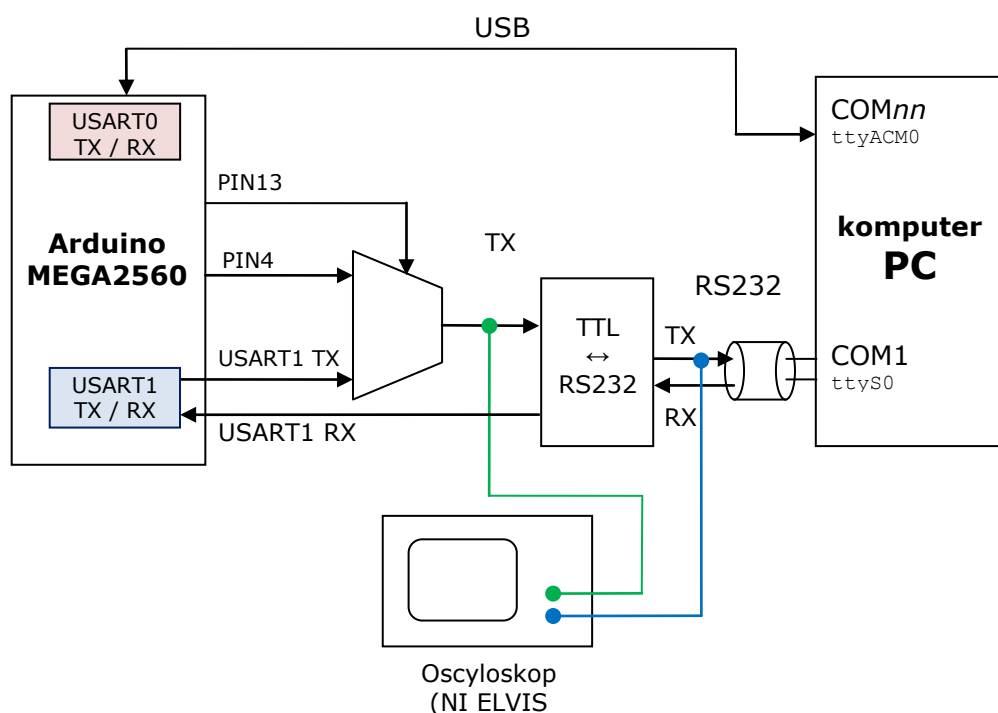 USB
USART0
TX / RX
COMnn
ttyACM0
PIN13
Arduino
MEGA2560
PIN4
TX
komputer
PC
RS232
TTL
↔
RS232
TX
RX
USART1 TX
USART1
TX / RX
USART1 RX
COM1
ttyS0
Oscyloskop
(NI ELVIS